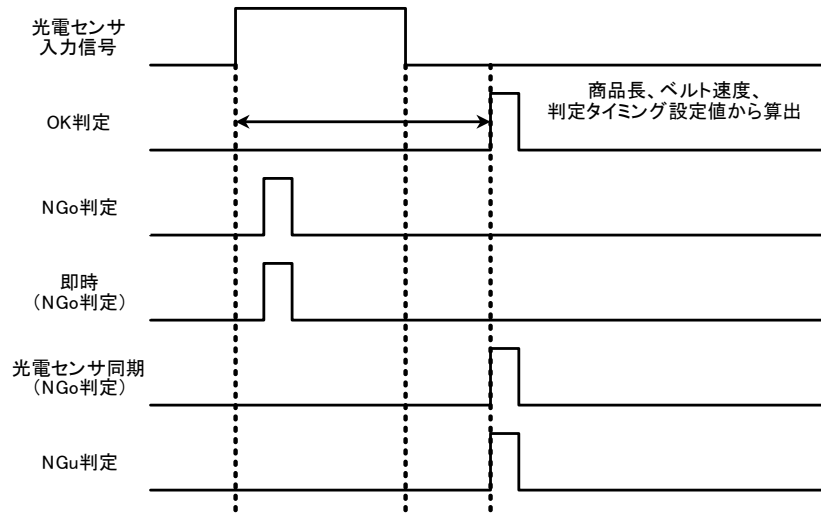 光電センサ
入力信号
商品長、ベルト速度、
判定タイミング設定値から算出
OK判定
NGo判定
即時
（NGo判定）
光電センサ同期
（NGo判定）
NGu判定